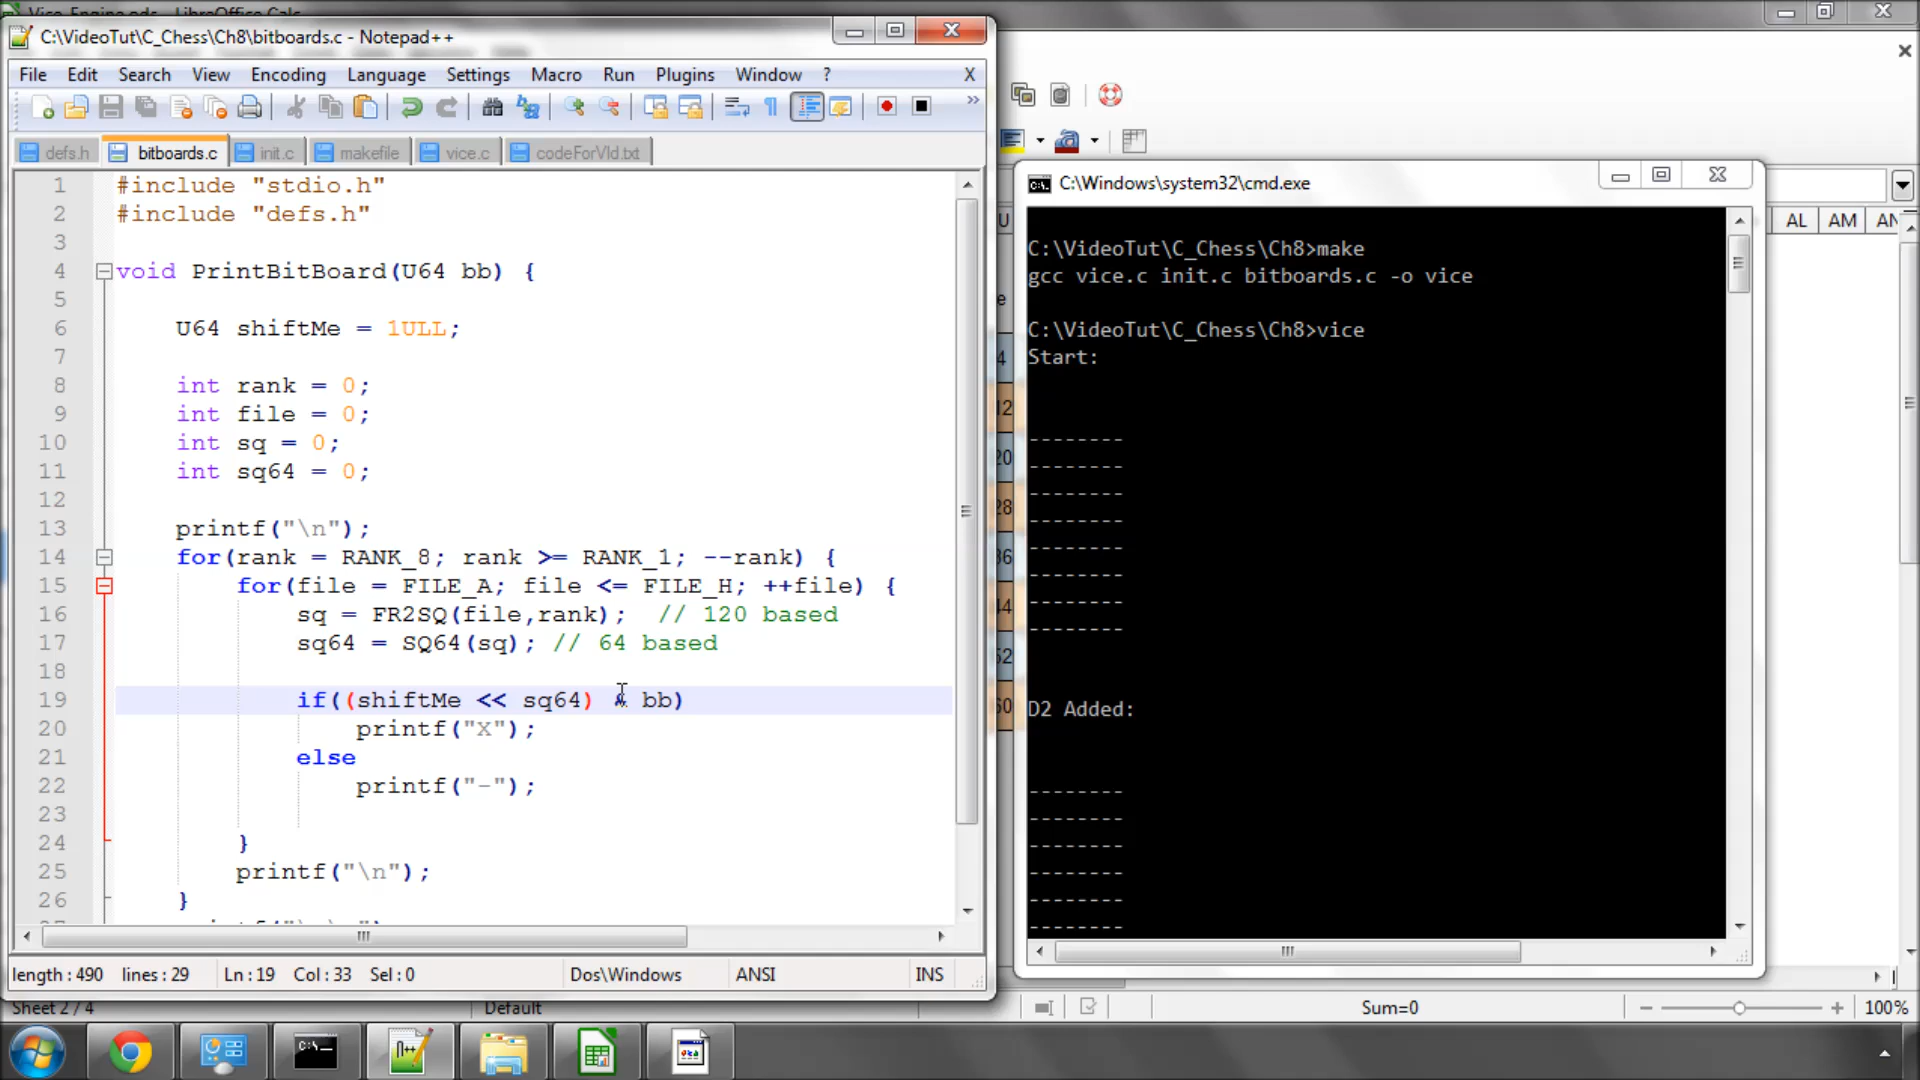 C:\VideoTut\C_Chess\Ch8\bitboards.c - Notepad++
File Edit Search View Encoding Language Settings Macro Run Plugins Window ? X
defs.h bitboards.c init.c makefile vice.c codeForVid.txt
1 #include "stdio.h"
2 #include "defs.h"
3
4 void PrintBitBoard(U64 bb) {
5
6 U64 shiftMe = 1ULL;
7
8 int rank = 0;
9 int file = 0;
10 int sq = 0;
11 int sq64 = 0;
12
13 printf("\n");
14 for(rank = RANK_8; rank >= RANK_1; --rank) {
15 for(file = FILE_A; file <= FILE_H; ++file) {
16 sq = FR2SQ(file,rank); // 120 based
17 sq64 = SQ64(sq); // 64 based
18
19 if((shiftMe << sq64) & bb)
20 printf("X");
21 else
22 printf("-");
23
24 }
25 printf("\n");
26 }
length : 490 lines : 29 Ln : 19 Col : 33 Sel : 0 Dos\Windows ANSI INS
C:\Windows\system32\cmd.exe
C:\VideoTut\C_Chess\Ch8>make
gcc vice.c init.c bitboards.c -o vice
C:\VideoTut\C_Chess\Ch8>vice
Start:
--------
--------
--------
--------
--------
--------
--------
--------
D2 Added:
--------
--------
--------
--------
--------
--------
AL AM
Sheet 2 / 4 Default Sum=0 100%